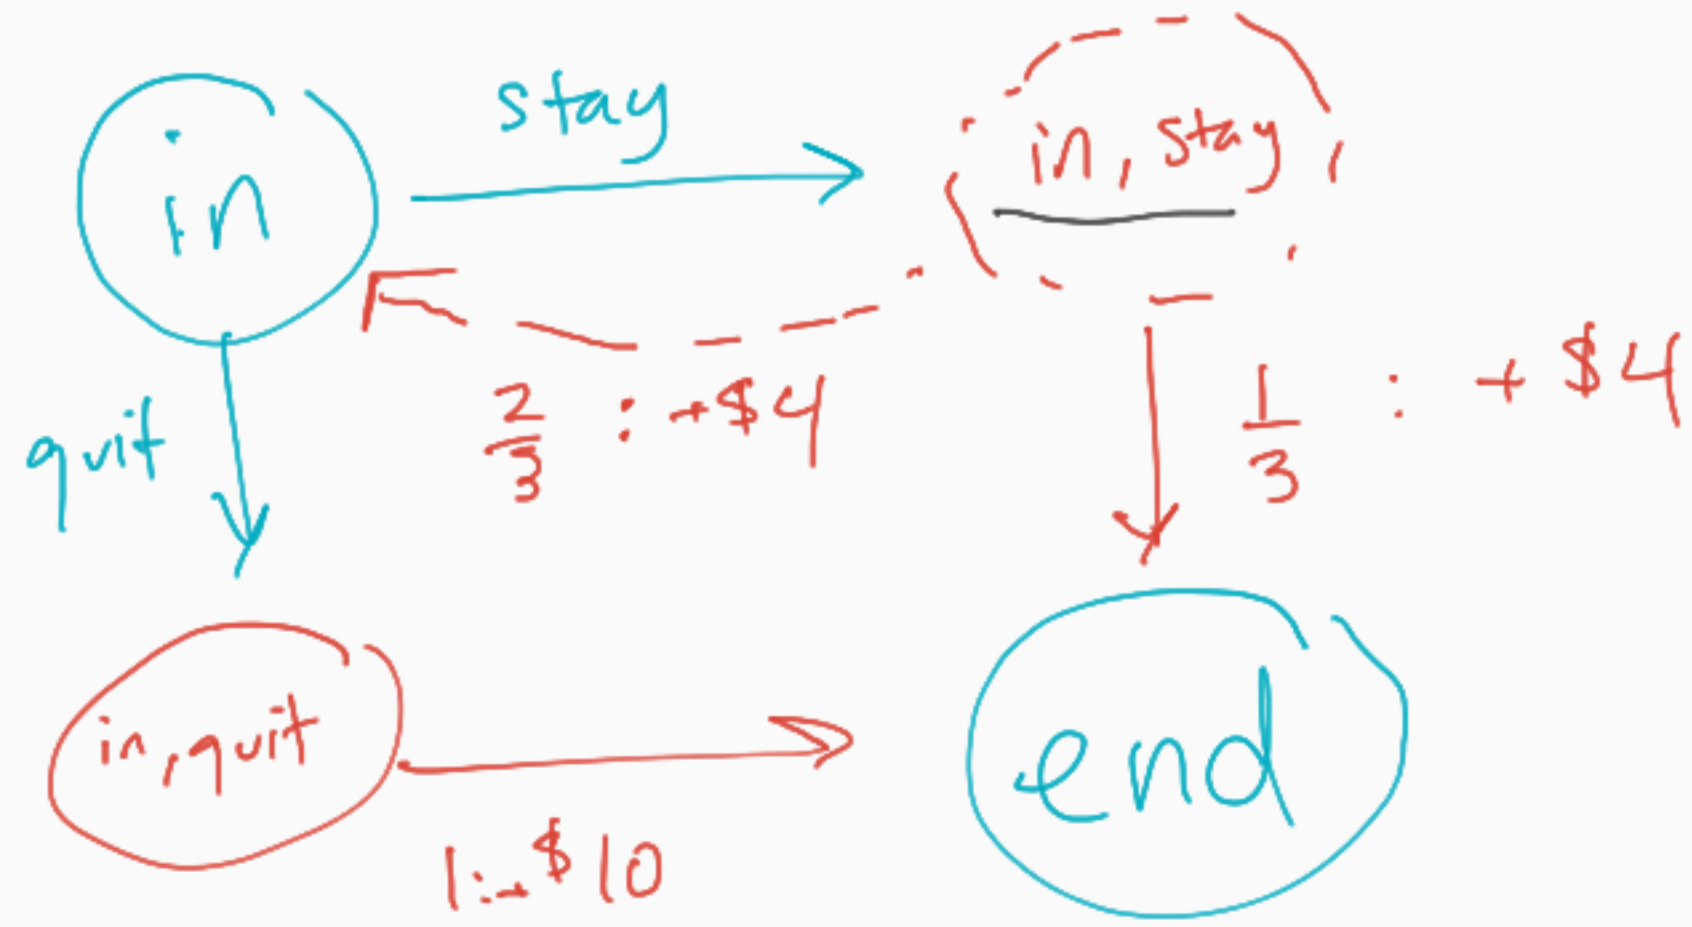 in
stay
in, stay
quit
2/3 : +$4
1/3 : +$4
in, quit
1:+$10
end